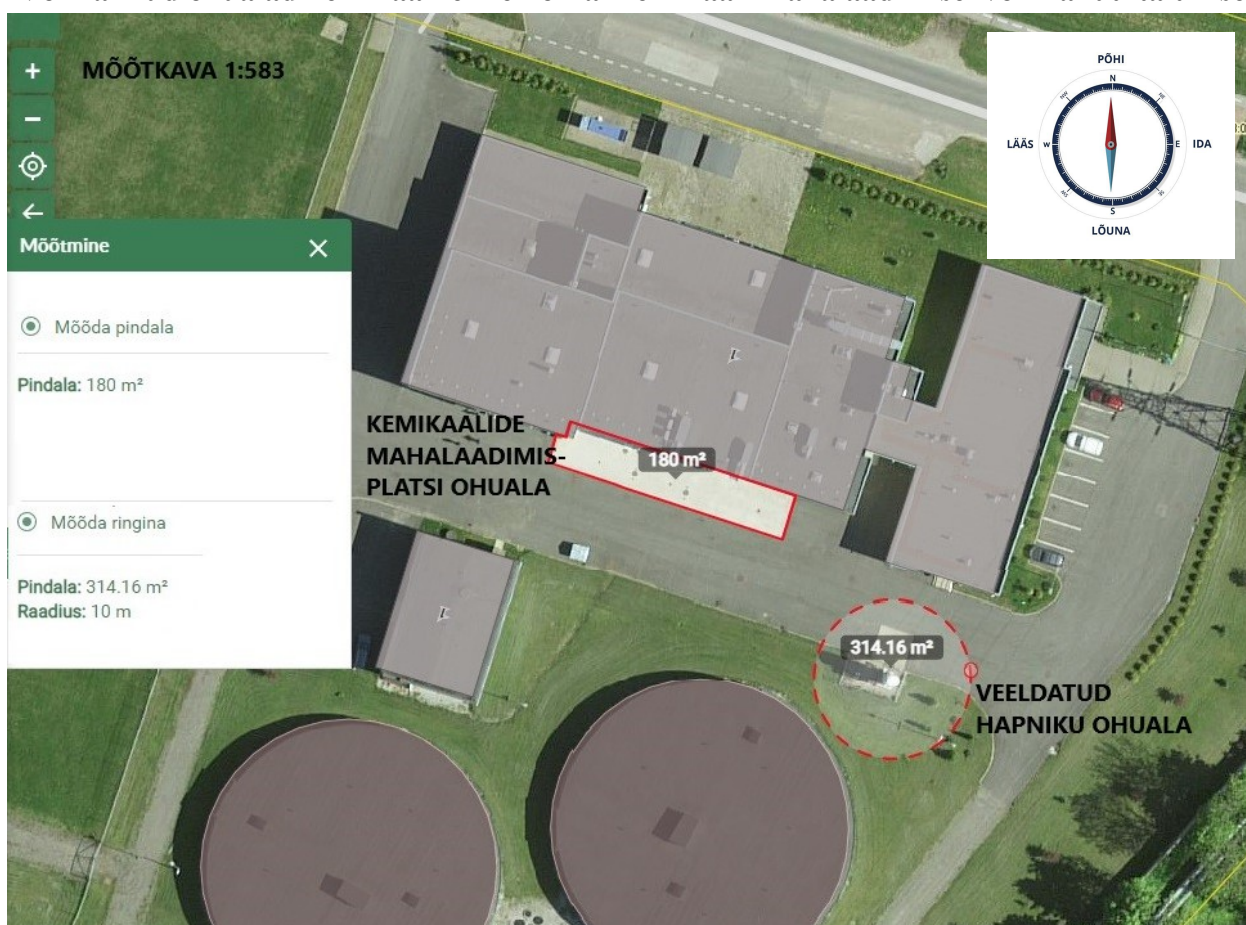 MÕÕTKAVA 1:583
PÕHI
N
LÄÄS W E IDA
S
LÕUNA
Mõõtmine
Mõõda pindala
Pindala: 180 m²
Mõõda ringina
Pindala: 314.16 m²
Raadius: 10 m
KEMIKAALIDE
MAHALAADIMIS-
PLATSI OHUALA
180 m²
314.16 m²
VEELDATUD
HAPNIKU OHUALA